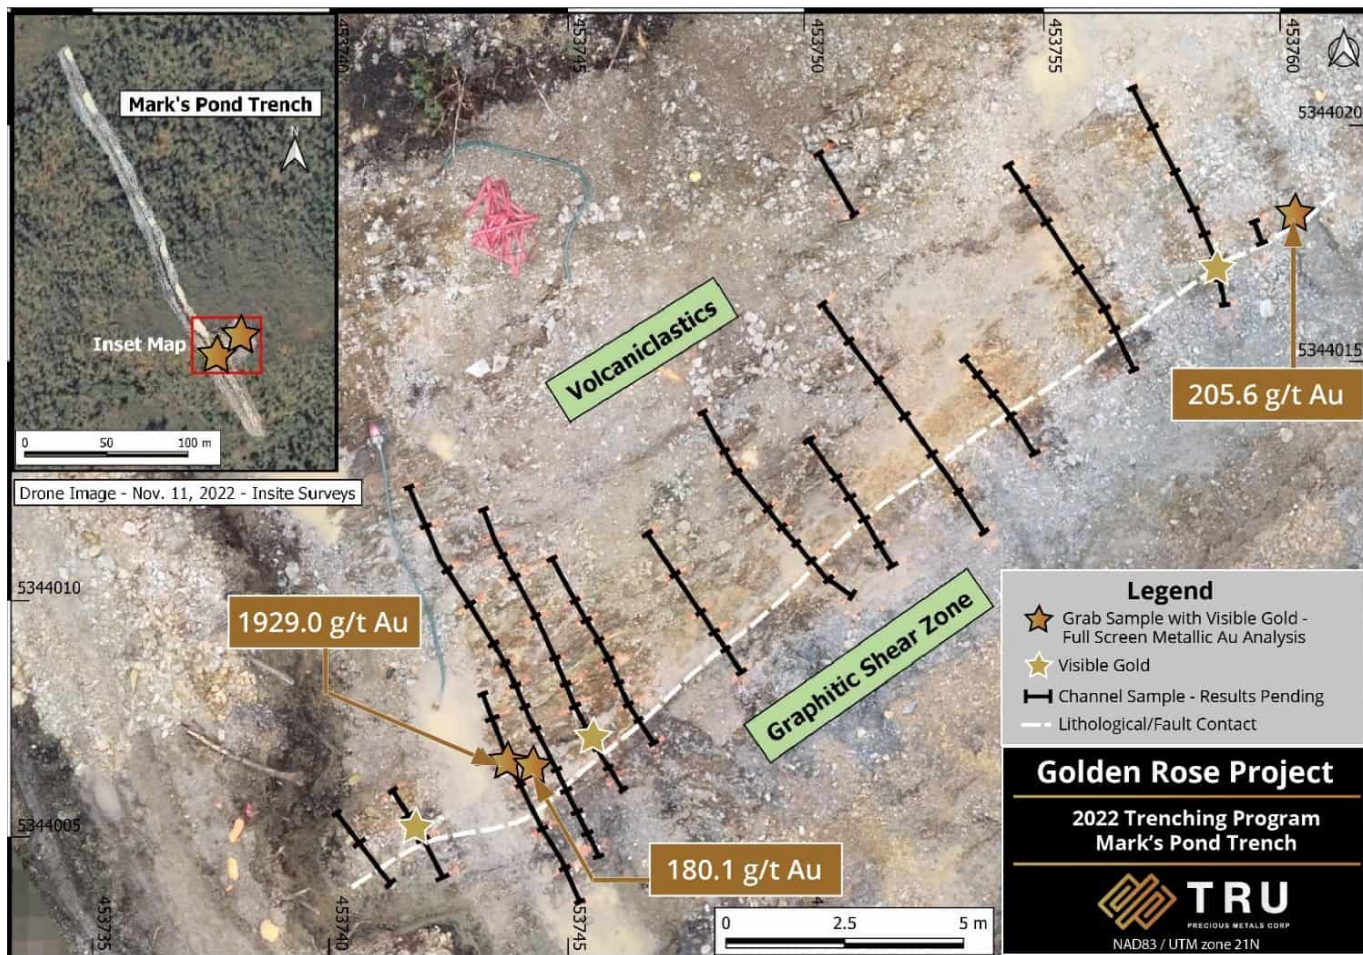 453740
453745
453750
453755
453760
Mark's Pond Trench
5344020
Inset Map
Volcaniclastics
5344015
205.6 g/t Au
0 50 100 m
Drone Image - Nov. 11, 2022 - Insite Surveys
5344010
1929.0 g/t Au
Graphitic Shear Zone
Legend
Grab Sample with Visible Gold -
Full Screen Metallic Au Analysis
Visible Gold
Channel Sample - Results Pending
Lithological/Fault Contact
Golden Rose Project
2022 Trenching Program
Mark's Pond Trench
TRU
PRECIOUS METALS CORP
NAD83 / UTM zone 21N
5344005
180.1 g/t Au
0 2.5 5 m
453735
453740
453745